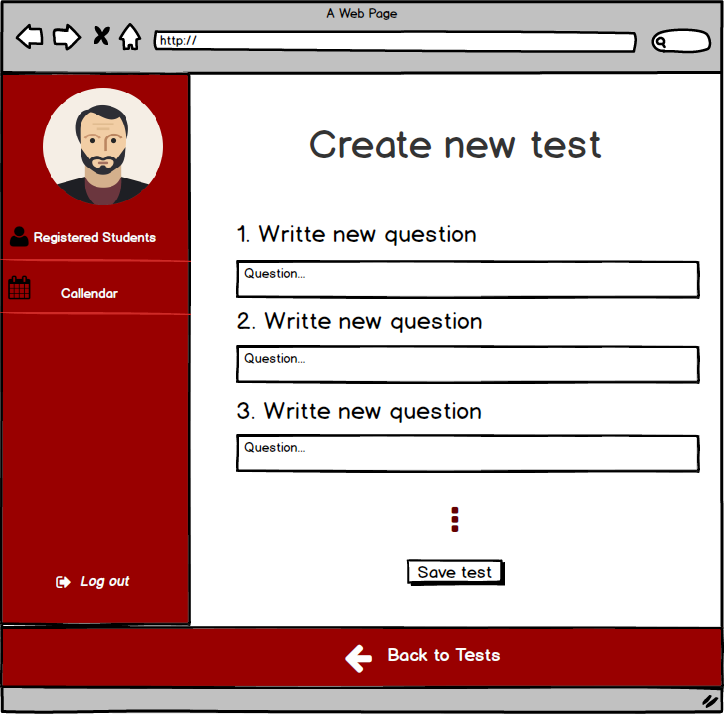 A Web Page
http://
Registered Students
Callendar
Log out
Create new test
1. Writte new question
Question...
2. Writte new question
Question...
3. Writte new question
Question...
Save test
Back to Tests